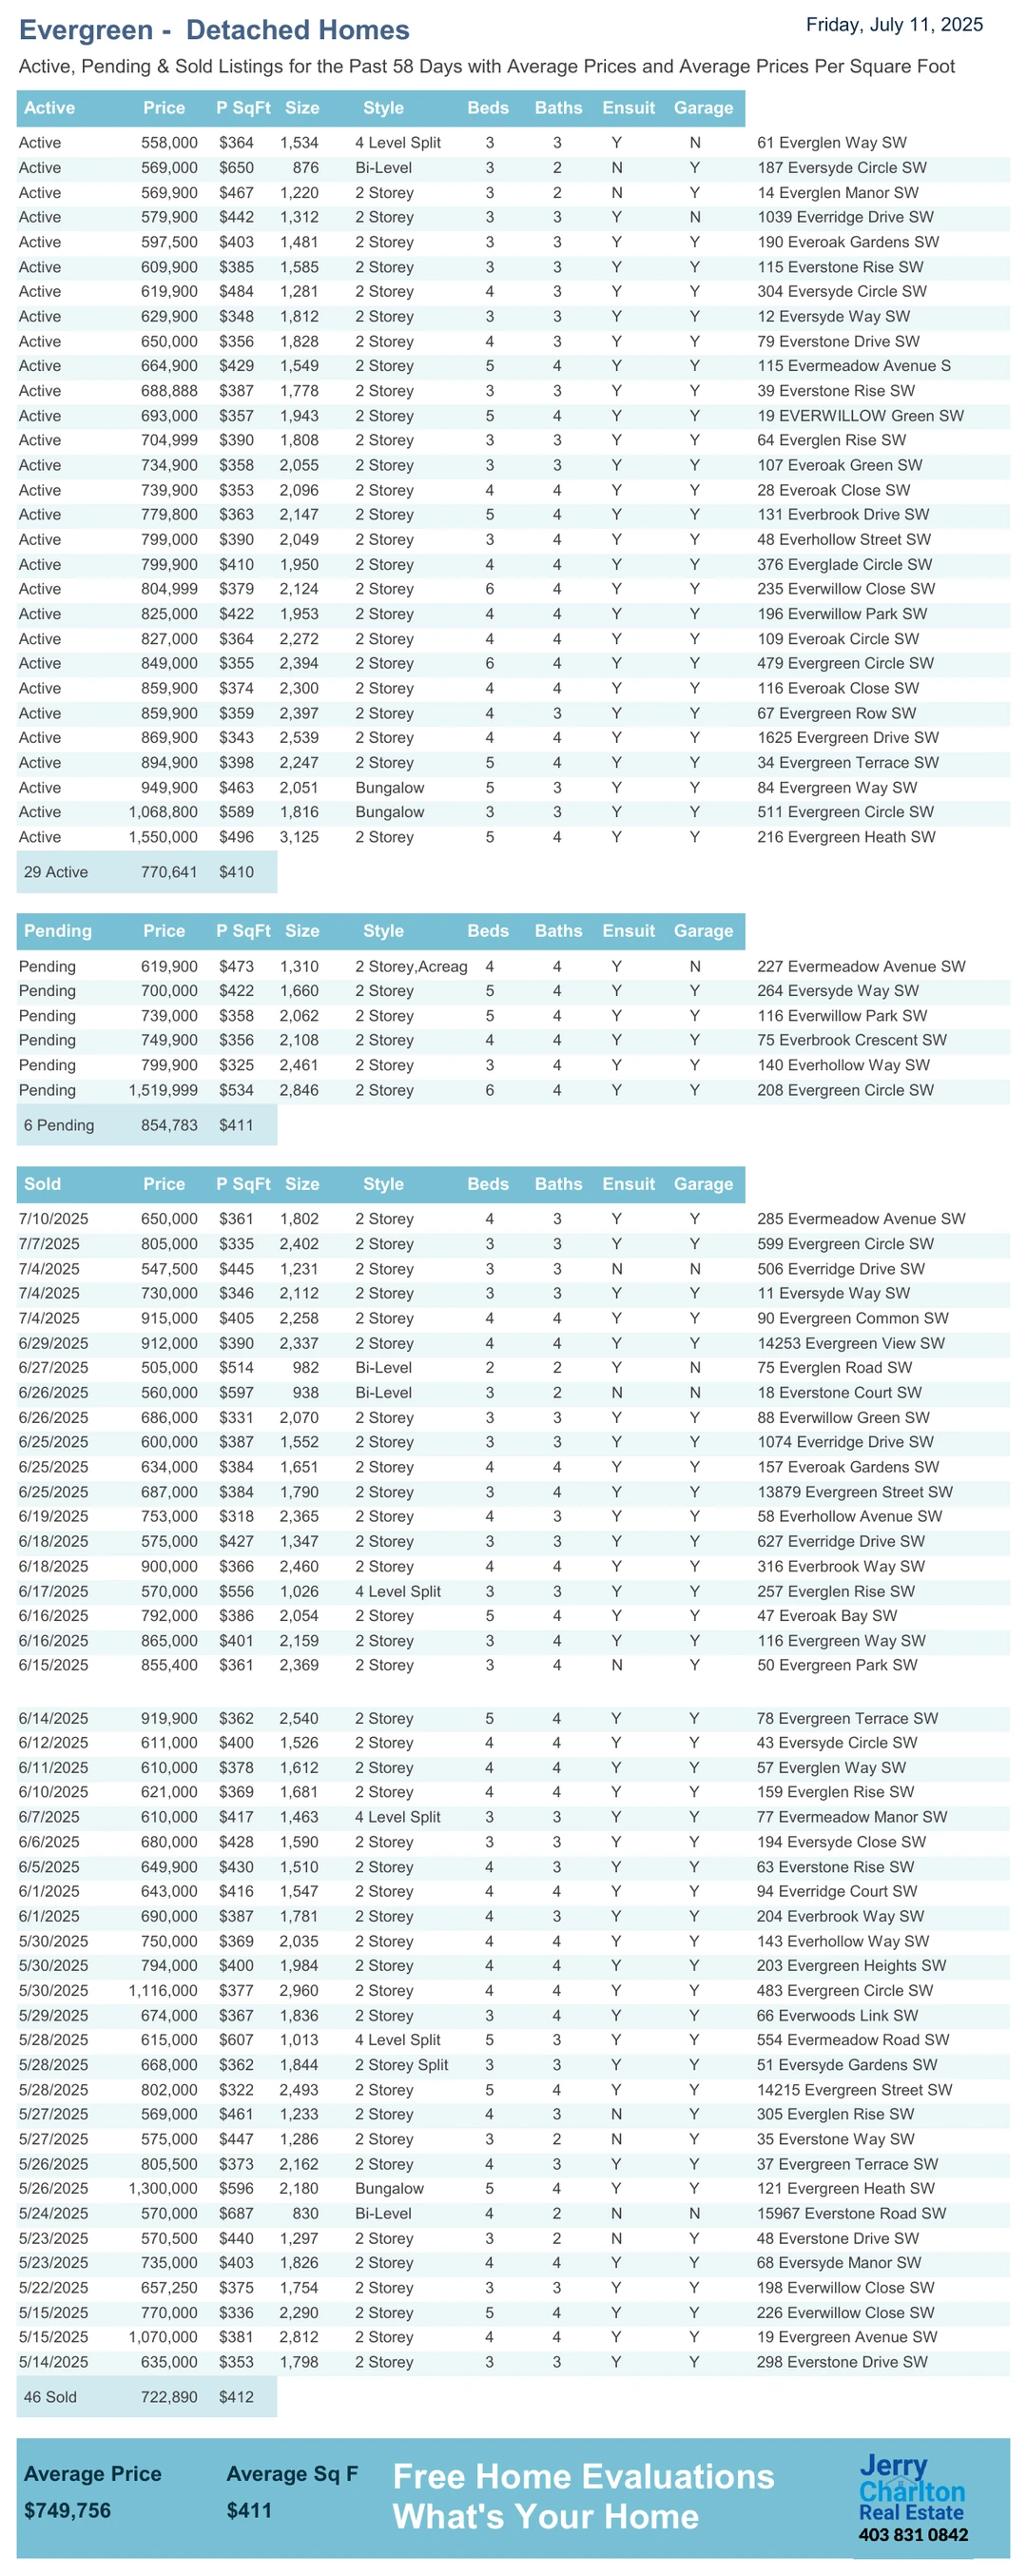 Evergreen - Detached Homes
Friday, July 11, 2025
Active, Pending & Sold Listings for the Past 58 Days with Average Prices and Average Prices Per Square Foot
Active Price P SqFt Size Style Beds Baths Ensuit Garage
Active 558,000 $364 1,534 4 Level Split 3 3 Y N 61 Everglen Way SW
Active 569,000 $650 876 Bi-Level 3 2 N Y 187 Eversyde Circle SW
Active 569,900 $467 1,220 2 Storey 3 2 N Y 14 Everglen Manor SW
Active 579,900 $442 1,312 2 Storey 3 3 Y N 1039 Everridge Drive SW
Active 597,500 $403 1,481 2 Storey 3 3 Y Y 190 Everoak Gardens SW
Active 609,900 $385 1,585 2 Storey 3 3 Y Y 115 Everstone Rise SW
Active 619,900 $484 1,281 2 Storey 4 3 Y Y 304 Eversyde Circle SW
Active 629,900 $348 1,812 2 Storey 3 3 Y Y 12 Eversyde Way SW
Active 650,000 $356 1,828 2 Storey 4 3 Y Y 79 Everstone Drive SW
Active 664,900 $429 1,549 2 Storey 5 4 Y Y 115 Evermeadow Avenue S
Active 688,888 $387 1,778 2 Storey 3 3 Y Y 39 Everstone Rise SW
Active 693,000 $357 1,943 2 Storey 5 4 Y Y 19 EVERWILLOW Green SW
Active 704,999 $390 1,808 2 Storey 3 3 Y Y 64 Everglen Rise SW
Active 734,900 $358 2,055 2 Storey 3 3 Y Y 107 Everoak Green SW
Active 739,900 $353 2,096 2 Storey 4 4 Y Y 28 Everoak Close SW
Active 779,800 $363 2,147 2 Storey 5 4 Y Y 131 Everbrook Drive SW
Active 799,000 $390 2,049 2 Storey 3 4 Y Y 48 Everhollow Street SW
Active 799,900 $410 1,950 2 Storey 4 4 Y Y 376 Everglade Circle SW
Active 804,999 $379 2,124 2 Storey 6 4 Y Y 235 Everwillow Close SW
Active 825,000 $422 1,953 2 Storey 4 4 Y Y 196 Everwillow Park SW
Active 827,000 $364 2,272 2 Storey 4 4 Y Y 109 Everoak Circle SW
Active 849,000 $355 2,394 2 Storey 6 4 Y Y 479 Evergreen Circle SW
Active 859,900 $374 2,300 2 Storey 4 4 Y Y 116 Everoak Close SW
Active 859,900 $359 2,397 2 Storey 4 3 Y Y 67 Evergreen Row SW
Active 869,900 $343 2,539 2 Storey 4 4 Y Y 1625 Evergreen Drive SW
Active 894,900 $398 2,247 2 Storey 5 4 Y Y 34 Evergreen Terrace SW
Active 949,900 $463 2,051 Bungalow 5 3 Y Y 84 Evergreen Way SW
Active 1,068,800 $589 1,816 Bungalow 3 3 Y Y 511 Evergreen Circle SW
Active 1,550,000 $496 3,125 2 Storey 5 4 Y Y 216 Evergreen Heath SW
29 Active 770,641 $410
Pending Price P SqFt Size Style Beds Baths Ensuit Garage
Pending 619,900 $473 1,310 2 Storey,Acreag 4 4 Y N 227 Evermeadow Avenue SW
Pending 700,000 $422 1,660 2 Storey 5 4 Y Y 264 Eversyde Way SW
Pending 739,000 $358 2,062 2 Storey 5 4 Y Y 116 Everwillow Park SW
Pending 749,900 $356 2,108 2 Storey 4 4 Y Y 75 Everbrook Crescent SW
Pending 799,900 $325 2,461 2 Storey 3 4 Y Y 140 Everhollow Way SW
Pending 1,519,999 $534 2,846 2 Storey 6 4 Y Y 208 Evergreen Circle SW
6 Pending 854,783 $411
Sold Price P SqFt Size Style Beds Baths Ensuit Garage
7/10/2025 650,000 $361 1,802 2 Storey 4 3 Y Y 285 Evermeadow Avenue SW
7/7/2025 805,000 $335 2,402 2 Storey 3 3 Y Y 599 Evergreen Circle SW
7/4/2025 547,500 $445 1,231 2 Storey 3 3 N N 506 Everridge Drive SW
7/4/2025 730,000 $346 2,112 2 Storey 3 3 Y Y 11 Eversyde Way SW
7/4/2025 915,000 $405 2,258 2 Storey 4 4 Y Y 90 Evergreen Common SW
6/29/2025 912,000 $390 2,337 2 Storey 4 4 Y Y 14253 Evergreen View SW
6/27/2025 505,000 $514 982 Bi-Level 2 2 Y N 75 Everglen Road SW
6/26/2025 560,000 $597 938 Bi-Level 3 2 N N 18 Everstone Court SW
6/26/2025 686,000 $331 2,070 2 Storey 3 3 Y Y 88 Everwillow Green SW
6/25/2025 600,000 $387 1,552 2 Storey 3 3 Y Y 1074 Everridge Drive SW
6/25/2025 634,000 $384 1,651 2 Storey 4 4 Y Y 157 Everoak Gardens SW
6/25/2025 687,000 $384 1,790 2 Storey 3 4 Y Y 13879 Evergreen Street SW
6/19/2025 753,000 $318 2,365 2 Storey 4 3 Y Y 58 Everhollow Avenue SW
6/18/2025 575,000 $427 1,347 2 Storey 3 3 Y Y 627 Everridge Drive SW
6/18/2025 900,000 $366 2,460 2 Storey 4 4 Y Y 316 Everbrook Way SW
6/17/2025 570,000 $556 1,026 4 Level Split 3 3 Y Y 257 Everglen Rise SW
6/16/2025 792,000 $386 2,054 2 Storey 5 4 Y Y 47 Everoak Bay SW
6/16/2025 865,000 $401 2,159 2 Storey 3 4 Y Y 116 Evergreen Way SW
6/15/2025 855,400 $361 2,369 2 Storey 3 4 N Y 50 Evergreen Park SW
6/14/2025 919,900 $362 2,540 2 Storey 5 4 Y Y 78 Evergreen Terrace SW
6/12/2025 611,000 $400 1,526 2 Storey 4 4 Y Y 43 Eversyde Circle SW
6/11/2025 610,000 $378 1,612 2 Storey 4 4 Y Y 57 Everglen Way SW
6/10/2025 621,000 $369 1,681 2 Storey 4 4 Y Y 159 Everglen Rise SW
6/7/2025 610,000 $417 1,463 4 Level Split 3 3 Y Y 77 Evermeadow Manor SW
6/6/2025 680,000 $428 1,590 2 Storey 3 3 Y Y 194 Eversyde Close SW
6/5/2025 649,900 $430 1,510 2 Storey 4 3 Y Y 63 Everstone Rise SW
6/1/2025 643,000 $416 1,547 2 Storey 4 4 Y Y 94 Everridge Court SW
6/1/2025 690,000 $387 1,781 2 Storey 4 3 Y Y 204 Everbrook Way SW
5/30/2025 750,000 $369 2,035 2 Storey 4 4 Y Y 143 Everhollow Way SW
5/30/2025 794,000 $400 1,984 2 Storey 4 4 Y Y 203 Evergreen Heights SW
5/30/2025 1,116,000 $377 2,960 2 Storey 4 4 Y Y 483 Evergreen Circle SW
5/29/2025 674,000 $367 1,836 2 Storey 3 4 Y Y 66 Everwoods Link SW
5/28/2025 615,000 $607 1,013 4 Level Split 5 3 Y Y 554 Evermeadow Road SW
5/28/2025 668,000 $362 1,844 2 Storey Split 3 3 Y Y 51 Eversyde Gardens SW
5/28/2025 802,000 $322 2,493 2 Storey 5 4 Y Y 14215 Evergreen Street SW
5/27/2025 569,000 $461 1,233 2 Storey 4 3 N Y 305 Everglen Rise SW
5/27/2025 575,000 $447 1,286 2 Storey 3 2 N Y 35 Everstone Way SW
5/26/2025 805,500 $373 2,162 2 Storey 4 3 Y Y 37 Evergreen Terrace SW
5/26/2025 1,300,000 $596 2,180 Bungalow 5 4 Y Y 121 Evergreen Heath SW
5/24/2025 570,000 $687 830 Bi-Level 4 2 N N 15967 Everstone Road SW
5/23/2025 570,500 $440 1,297 2 Storey 3 2 N Y 48 Everstone Drive SW
5/23/2025 735,000 $403 1,826 2 Storey 4 4 Y Y 68 Eversyde Manor SW
5/22/2025 657,250 $375 1,754 2 Storey 3 3 Y Y 198 Everwillow Close SW
5/15/2025 770,000 $336 2,290 2 Storey 5 4 Y Y 226 Everwillow Close SW
5/15/2025 1,070,000 $381 2,812 2 Storey 4 4 Y Y 19 Evergreen Avenue SW
5/14/2025 635,000 $353 1,798 2 Storey 3 3 Y Y 298 Everstone Drive SW
46 Sold 722,890 $412
Average Price Average Sq F
$749,756 $411
Free Home Evaluations
What's Your Home
Jerry
Charlton
Real Estate
403 831 0842